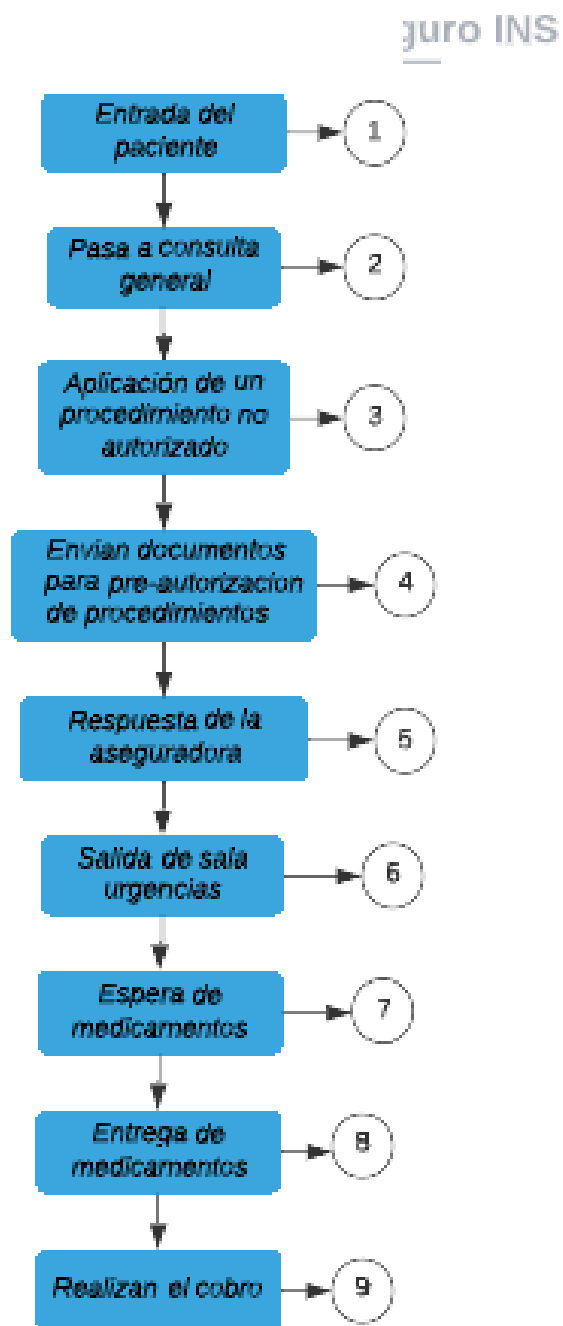 guro INS
Entrada del
paciente
1
Pasa a consulta
general
2
Aplicación de un
procedimiento no
autorizado
3
Envian documentos
para pre-autorizacion
de procedimientos
4
Respuesta de la
aseguradora
5
Salida de sala
urgencias
6
Espera de
medicamentos
7
Entrega de
medicamentos
8
Realizan el cobro
9